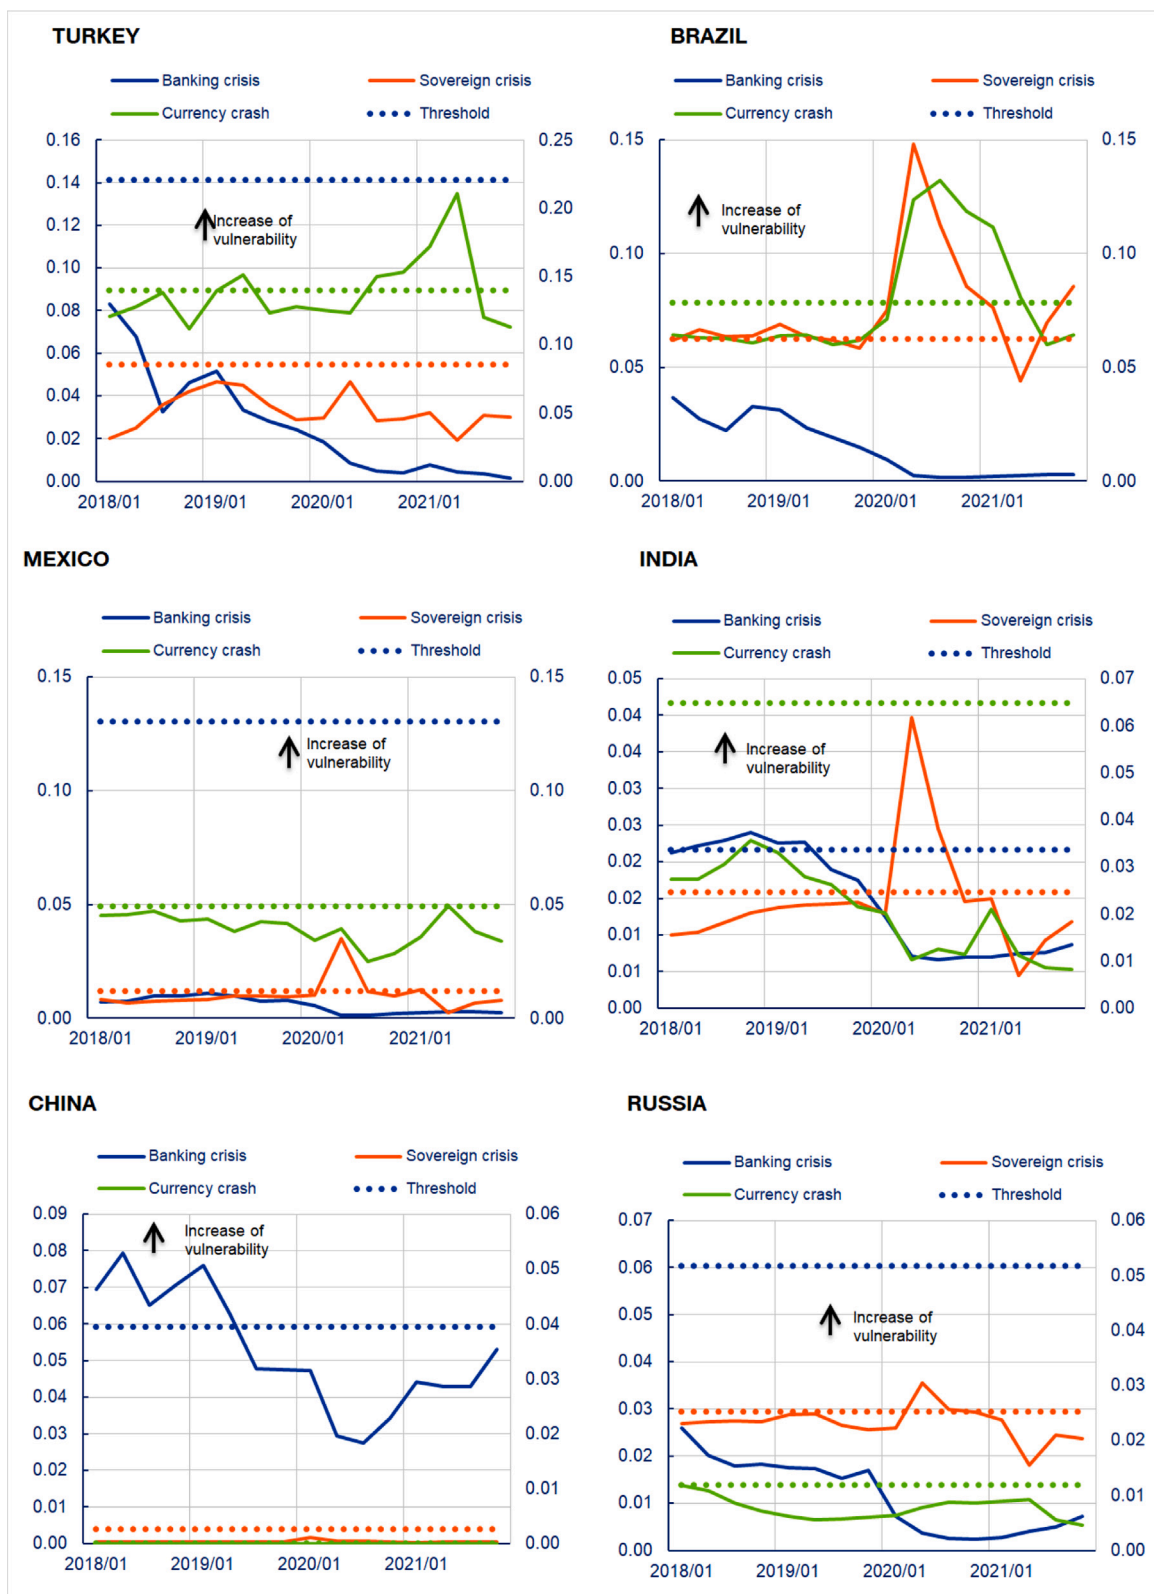 TURKEY
Banking crisis
Sovereign crisis
Currency crash
Threshold
0.16
0.14
0.12
0.10
0.08
0.06
0.04
0.02
0.00
0.25
0.20
0.15
0.10
0.05
0.00
Increase of
vulnerability
2018/01 2019/01 2020/01 2021/01
BRAZIL
Banking crisis
Sovereign crisis
Currency crash
Threshold
0.15
0.10
0.05
0.00
0.15
0.10
0.05
0.00
Increase of
vulnerability
2018/01 2019/01 2020/01 2021/01
MEXICO
Banking crisis
Sovereign crisis
Currency crash
Threshold
0.15
0.10
0.05
0.00
0.15
0.10
0.05
0.00
Increase of
vulnerability
2018/01 2019/01 2020/01 2021/01
INDIA
Banking crisis
Sovereign crisis
Currency crash
Threshold
0.05
0.04
0.04
0.03
0.03
0.02
0.02
0.01
0.01
0.00
0.07
0.06
0.05
0.04
0.03
0.02
0.01
0.00
Increase of
vulnerability
2018/01 2019/01 2020/01 2021/01
CHINA
Banking crisis
Sovereign crisis
Currency crash
Threshold
0.09
0.08
0.07
0.06
0.05
0.04
0.03
0.02
0.01
0.00
0.06
0.05
0.04
0.03
0.02
0.01
0.00
Increase of
vulnerability
2018/01 2019/01 2020/01 2021/01
RUSSIA
Banking crisis
Sovereign crisis
Currency crash
Threshold
0.07
0.06
0.05
0.04
0.03
0.02
0.01
0.00
0.06
0.05
0.04
0.03
0.02
0.01
0.00
Increase of
vulnerability
2018/01 2019/01 2020/01 2021/01